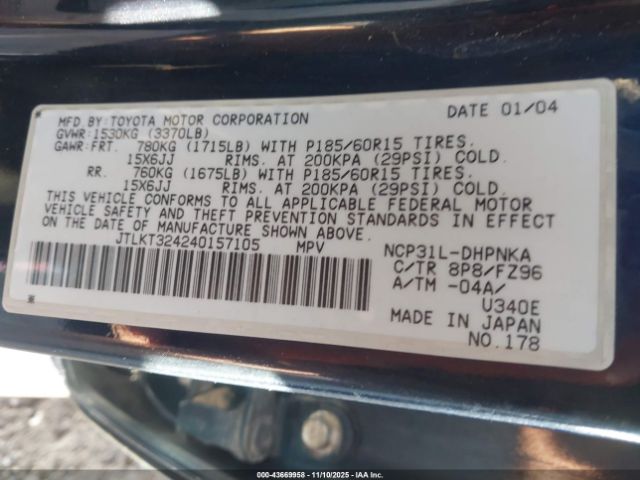 MFD BY:TOYOTA MOTOR CORPORATION DATE 01/04
GVWR:1530KG (3370LB)
GAWR:FRT. 780KG (1715LB) WITH P185/60R15 TIRES.
15X6JJ RIMS. AT 200KPA (29PSI) COLD.
RR. 760KG (1675LB) WITH P185/60R15 TIRES.
15X6JJ RIMS. AT 200KPA (29PSI) COLD.
THIS VEHICLE CONFORMS TO ALL APPLICABLE FEDERAL MOTOR
VEHICLE SAFETY AND THEFT PREVENTION STANDARDS IN EFFECT
ON THE DATE OF MANUFACTURE SHOWN ABOVE.
JTLKT324240157105 MPV NCP31L-DHPNKA
C/TR 8P8/FZ96
A/TM -04A/
U340E
MADE IN JAPAN
NO.178
000-43669958 - 11/10/2025 - IAA Inc.